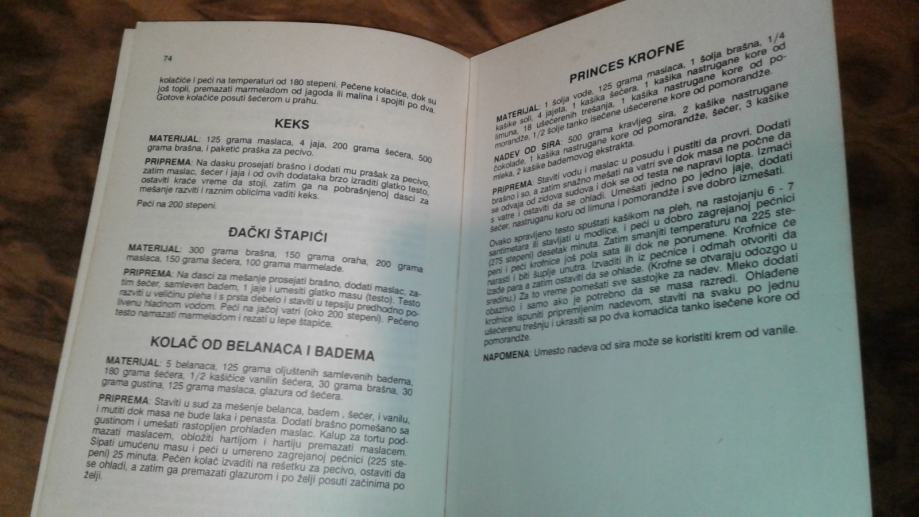 74
kolačiće i peći na temperaturi od 180 stepeni. Pečene kolačiće, dok su
još topli, premazati marmeladom od jagoda ili malina i spojiti po dva.
Gotove kolačiće posuti šećerom u prahu.
KEKS
MATERIJAL: 125 grama maslaca, 4 jaja, 200 grama šećera, 500
grama brašna, i paketić praška za pecivo.
PRIPREMA: Na dasku prosejati brašno i dodati mu prašak za pecivo,
zatim maslac, šećer i jaja i od ovih dodataka brzo izraditi glatko testo,
ostaviti kraće vreme da stoji, zatim ga na pobrašnjenoj dasci za
mešanje razviti i raznim oblicima vaditi keks.
Peći na 200 stepeni.
ĐAČKI ŠTAPIĆI
MATERIJAL: 300 grama brašna, 150 grama oraha, 200 grama
maslaca, 150 grama šećera, 100 grama marmelade.
PRIPREMA: Na dasci za mešanje prosejati brašno, dodati maslac, za-
tim šećer, samleven badem, 1 jaje i umesiti glatko masu (testo). Testo
razviti u veličinu pleha i s prsta debelo i staviti u tepsiju predhodno po-
livenu hladnom vodom. Peći na jačoj vatri (oko 200 stepeni). Pečeno
testo namazati marmeladom i rezati u lepe štapiće.
KOLAČ OD BELANACA I BADEMA
MATERIJAL: 5 belanaca, 125 grama oljuštenih samlevenih badema,
180 grama šećera, 1/2 kašičice vanilin šećera, 30 grama brašna, 30
grama gustina, 125 grama maslaca, glazura od šećera.
PRIPREMA: Staviti u sud za mešenje belanca, badem , šećer, i vanilu,
i mutiti dok masa ne bude laka i penasta. Dodati brašno pomešano sa
gustinom i umešati rastopljen prohlađen maslac. Kalup za tortu pod-
mazati maslacem, obložiti hartijom i hartiju premazati maslacem.
Sipati umućenu masu i peći u umereno zagrejanoj pećnici (225 ste-
peni) 25 minuta. Pečen kolač izvaditi na rešetku za pecivo, ostaviti da
se ohladi, a zatim ga premazati glazurom i po želji posuti začinima po
želji.
PRINCES KROFNE
MATERIJAL: 1 šolja vode, 125 grama maslaca, 1 šolja brašna, 1/4
kašike soli, 4 jajeta, 1 kašika šećera, 1 kašika nastrugane kore od
limuna, 18 ušećerenih trešanja, 1 kašika nastrugane kore od po-
morandže, 1/2 šolje tanko isečene ušećerene kore od pomorandže.
NADEV OD SIRA: 500 grama kravljeg sira, 2 kašike nastrugane
čokolade, 1 kašika nastrugane kore od pomorandže, šećer, 3 kašike
mleka, 2 kašike bademovog ekstrakta.
PRIPREMA: Staviti vodu i maslac u posudu i pustiti da provri. Dodati
brašno i so, a zatim snažno mešati na vatri sve dok masa ne počne da
se odvaja od zidova sudova i dok se od testa ne napravi lopta. Izmaći
s vatre i ostaviti da se ohladi. Umešati jedno po jedno jaje, dodati
šećer, nastruganu koru od limuna i pomorandže i sve dobro izmešati.
Ovako spravljeno testo spuštati kašikom na pleh, na rastojanju 6 - 7
santimetara ili stavljati u modlice, i peći u dobro zagrejanoj pećnici
(275 stepeni) desetak minuta. Zatim smanjiti temperaturu na 225 ste-
peni i peći krofnice još pola sata ili dok ne porumene. Krofnice će
narasti i biti šuplje unutra. Izvaditi ih iz pećnice i odmah otvoriti da
izađe para a zatim ostaviti da se ohlade. (Krofne se otvaraju odozgo u
sredinu.) Za to vreme pomešati sve sastojke za nadev. Mleko dodati
obazrivo i samo ako je potrebno da se masa razredi. Ohlađene
krofnice ispuniti pripremljenim nadevom, staviti na svaku po jednu
ušećerenu trešnju i ukrasiti sa po dva komadića tanko isečene kore od
pomorandže.
NAPOMENA: Umesto nadeva od sira može se koristiti krem od vanile.